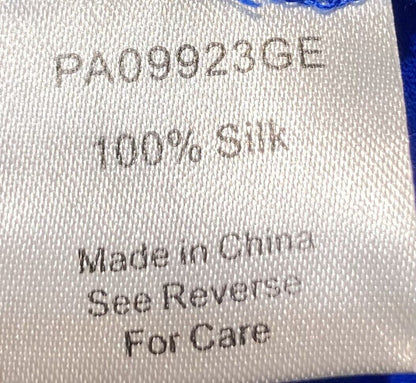 PA09923GE
100% Silk
Made in China
See Reverse
For Care